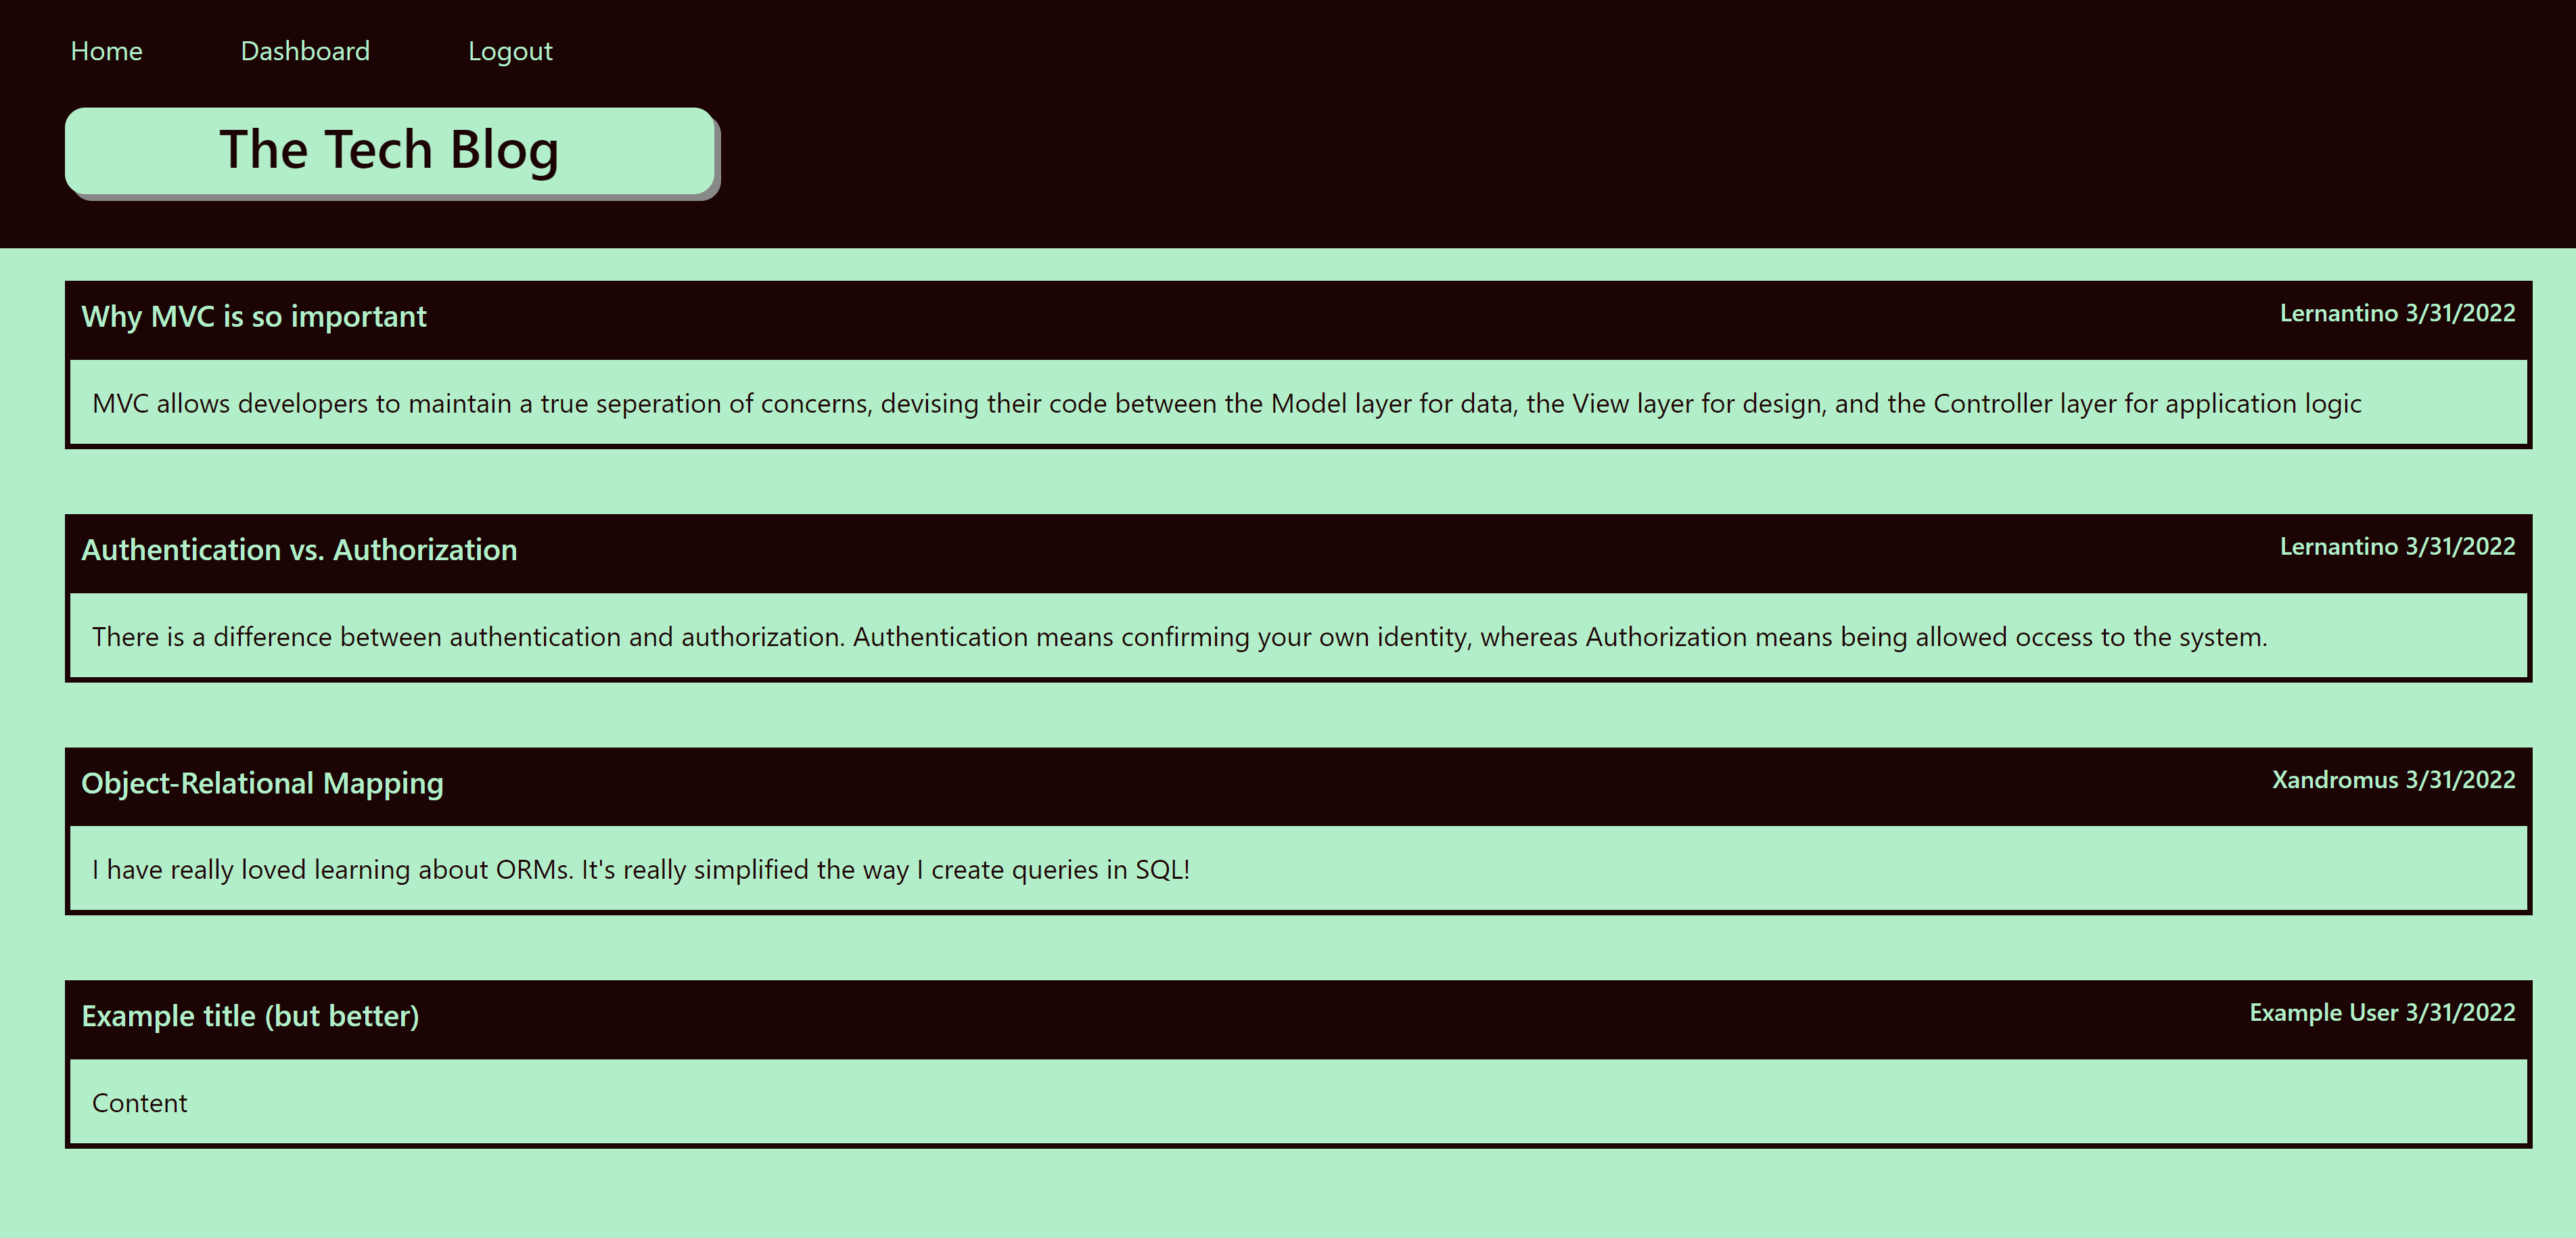 Home Dashboard Logout
The Tech Blog
Why MVC is so important Lernantino 3/31/2022
MVC allows developers to maintain a true seperation of concerns, devising their code between the Model layer for data, the View layer for design, and the Controller layer for application logic
Authentication vs. Authorization Lernantino 3/31/2022
There is a difference between authentication and authorization. Authentication means confirming your own identity, whereas Authorization means being allowed occess to the system.
Object-Relational Mapping Xandromus 3/31/2022
I have really loved learning about ORMs. It's really simplified the way I create queries in SQL!
Example title (but better) Example User 3/31/2022
Content